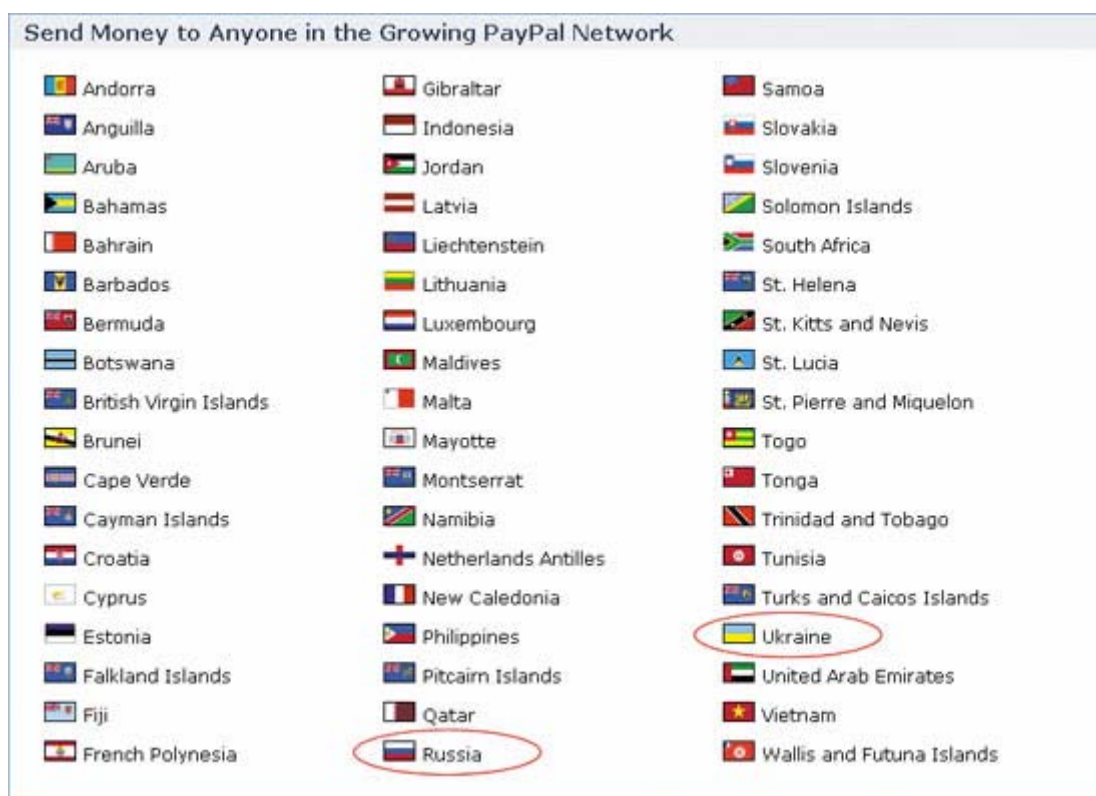 Send Money to Anyone in the Growing PayPal Network
Andorra
Anguilla
Aruba
Bahamas
Bahrain
Barbados
Bermuda
Botswana
British Virgin Islands
Brunei
Cape Verde
Cayman Islands
Croatia
Cyprus
Estonia
Falkland Islands
Fiji
French Polynesia
Gibraltar
Indonesia
Jordan
Latvia
Liechtenstein
Lithuania
Luxembourg
Maldives
Malta
Mayotte
Montserrat
Namibia
Netherlands Antilles
New Caledonia
Philippines
Pitcairn Islands
Qatar
Russia
Samoa
Slovakia
Slovenia
Solomon Islands
South Africa
St. Helena
St. Kitts and Nevis
St. Lucia
St. Pierre and Miquelon
Togo
Tonga
Trinidad and Tobago
Tunisia
Turks and Caicos Islands
Ukraine
United Arab Emirates
Vietnam
Wallis and Futuna Islands